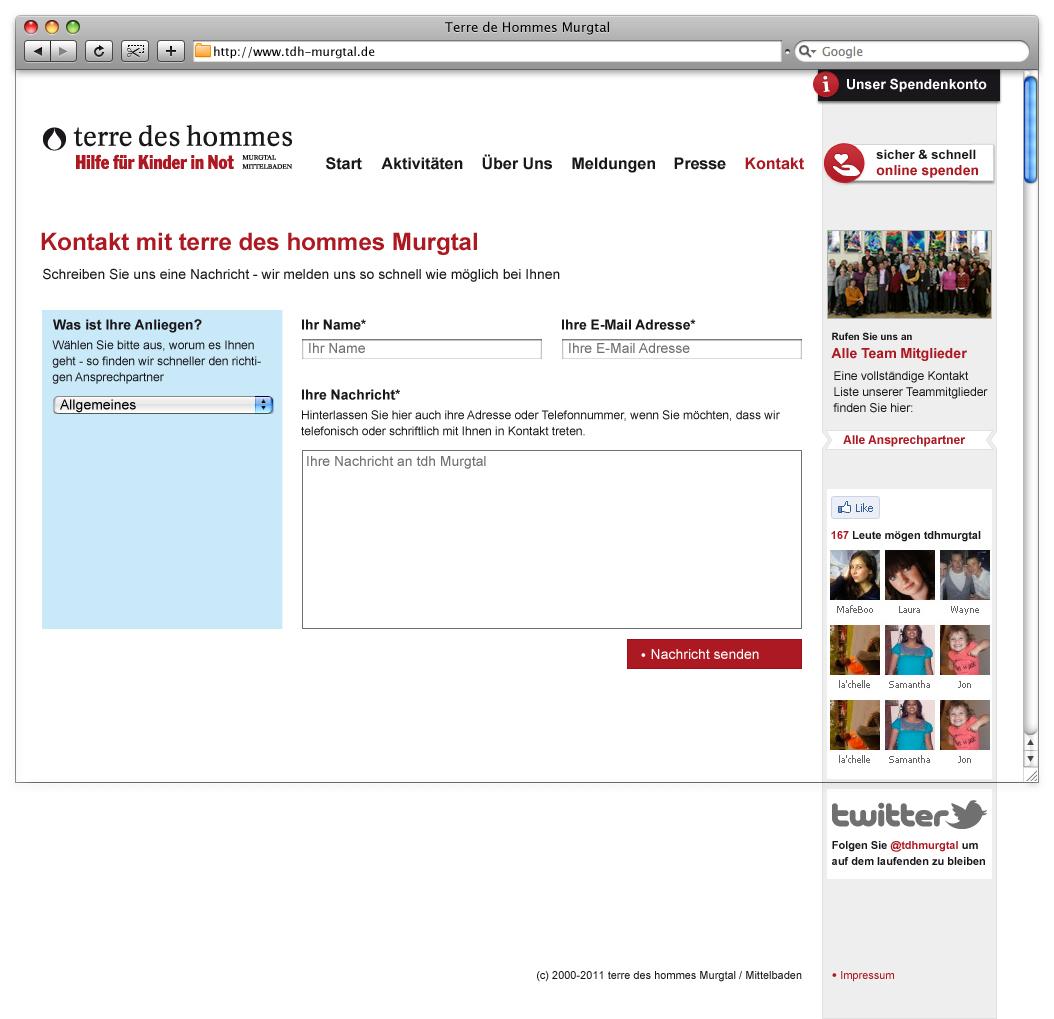 Terre de Hommes Murgtal
http://www.tdh-murgtal.de
Google
i Unser Spendenkonto
terre des hommes
Hilfe für Kinder in Not MURGTAL
MITTELBADEN
Start Aktivitäten Über Uns Meldungen Presse Kontakt
sicher & schnell
online spenden
Kontakt mit terre des hommes Murgtal
Schreiben Sie uns eine Nachricht - wir melden uns so schnell wie möglich bei Ihnen
Was ist Ihre Anliegen?
Wählen Sie bitte aus, worum es Ihnen
geht - so finden wir schneller den richti-
gen Ansprechpartner
Allgemeines
Ihr Name*
Ihr Name
Ihre E-Mail Adresse*
Ihre E-Mail Adresse
Ihre Nachricht*
Hinterlassen Sie hier auch ihre Adresse oder Telefonnummer, wenn Sie möchten, dass wir
telefonisch oder schriftlich mit Ihnen in Kontakt treten.
Ihre Nachricht an tdh Murgtal
• Nachricht senden
Rufen Sie uns an
Alle Team Mitglieder
Eine vollständige Kontakt
Liste unserer Teammitglieder
finden Sie hier:
Alle Ansprechpartner
Like
167 Leute mögen tdhmurgtal
MafeBoo Laura Wayne
la'chelle Samantha Jon
la'chelle Samantha Jon
twitter
Folgen Sie @tdhmurgtal um
auf dem laufenden zu bleiben
(c) 2000-2011 terre des hommes Murgtal / Mittelbaden
• Impressum